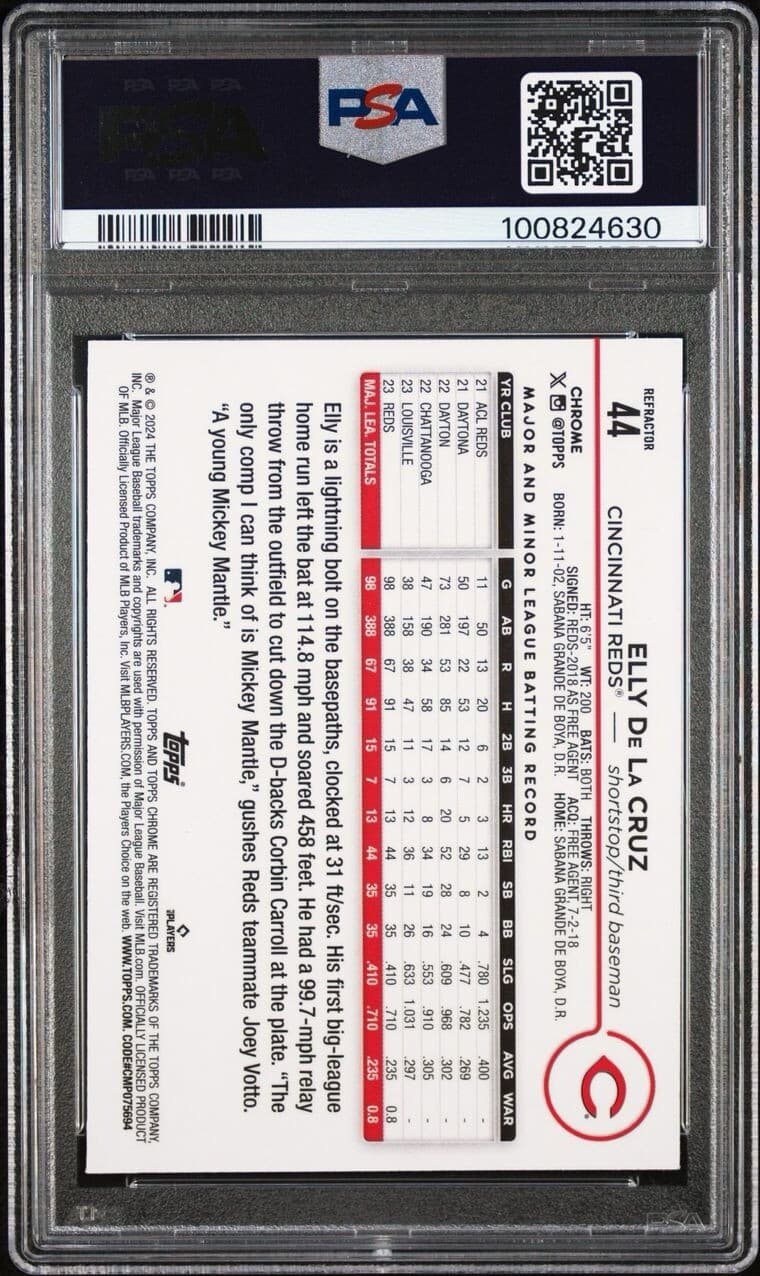 PSA PSA PSA
PSA
PSA PSA PSA
PSA
100824630
REFRACTOR
44
ELLY DE LA CRUZ
CINCINNATI REDS® — shortstop/third baseman
HT: 6'5" WT: 200 BATS: BOTH THROWS: RIGHT
SIGNED: REDS-2018 AS FREE AGENT ACQ: FREE AGENT, 7-2-18
CHROME
X @TOPPS BORN: 1-11-02, SABANA GRANDE DE BOYA, D.R. HOME: SABANA GRANDE DE BOYA, D.R.
MAJOR AND MINOR LEAGUE BATTING RECORD
YR CLUB G AB R H 2B 3B HR RBI SB BB SLG OPS AVG WAR
21 ACL REDS 11 50 13 20 6 2 3 13 2 4 .780 1.235 .400 -
21 DAYTONA 50 197 22 53 12 7 5 29 8 10 .477 .782 .269 -
22 DAYTON 73 281 53 85 14 6 20 52 28 24 .609 .968 .302 -
22 CHATTANOOGA 47 190 34 58 17 3 8 34 19 16 .553 .910 .305 -
23 LOUISVILLE 38 158 38 47 11 3 12 36 11 26 .633 1.031 .297 -
23 REDS 98 388 67 91 15 7 13 44 35 35 .410 .710 .235 0.8
MAJ. LEA. TOTALS 98 388 67 91 15 7 13 44 35 35 .410 .710 .235 0.8
Elly is a lightning bolt on the basepaths, clocked at 31 ft/sec. His first big-league
home run left the bat at 114.8 mph and soared 458 feet. He had a 99.7-mph relay
throw from the outfield to cut down the D-backs Corbin Carroll at the plate. "The
only comp I can think of is Mickey Mantle," gushes Reds teammate Joey Votto.
"A young Mickey Mantle."
topps®
PLAYERS
® & © 2024 THE TOPPS COMPANY, INC. ALL RIGHTS RESERVED. TOPPS AND TOPPS CHROME ARE REGISTERED TRADEMARKS OF THE TOPPS COMPANY,
INC. Major League Baseball trademarks and copyrights are used with permission of Major League Baseball. Visit MLB.com. OFFICIALLY LICENSED PRODUCT
OF MLB Players, Inc. Officially Licensed Product of MLB Players, Inc. Visit MLBPLAYERS.COM, the Players Choice on the web. WWW.TOPPS.COM. CODE#CMP075694
PSA